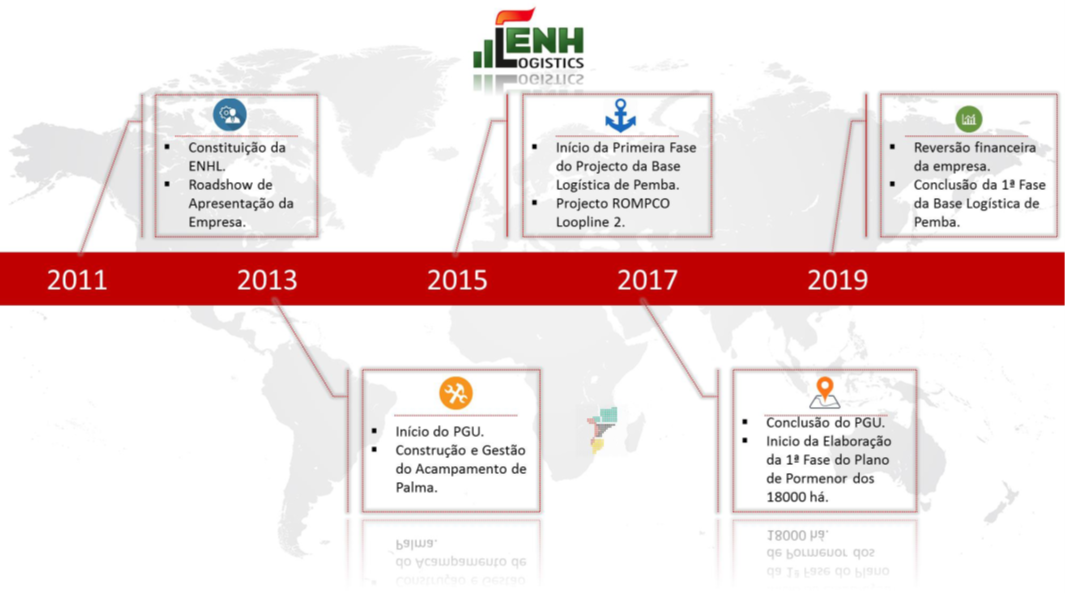 ENH
LOGISTICS
Constituição da
ENHL.
Roadshow de
Apresentação da
Empresa.
Início da Primeira Fase
do Projecto da Base
Logística de Pemba.
Projecto ROMPCO
Loopline 2.
Reversão financeira
da empresa.
Conclusão da 1ª Fase
da Base Logística de
Pemba.
2011 2013 2015 2017 2019
Início do PGU.
Construção e Gestão
do Acampamento de
Palma.
Conclusão do PGU.
Inicio da Elaboração
da 1ª Fase do Plano
de Pormenor dos
18000 há.